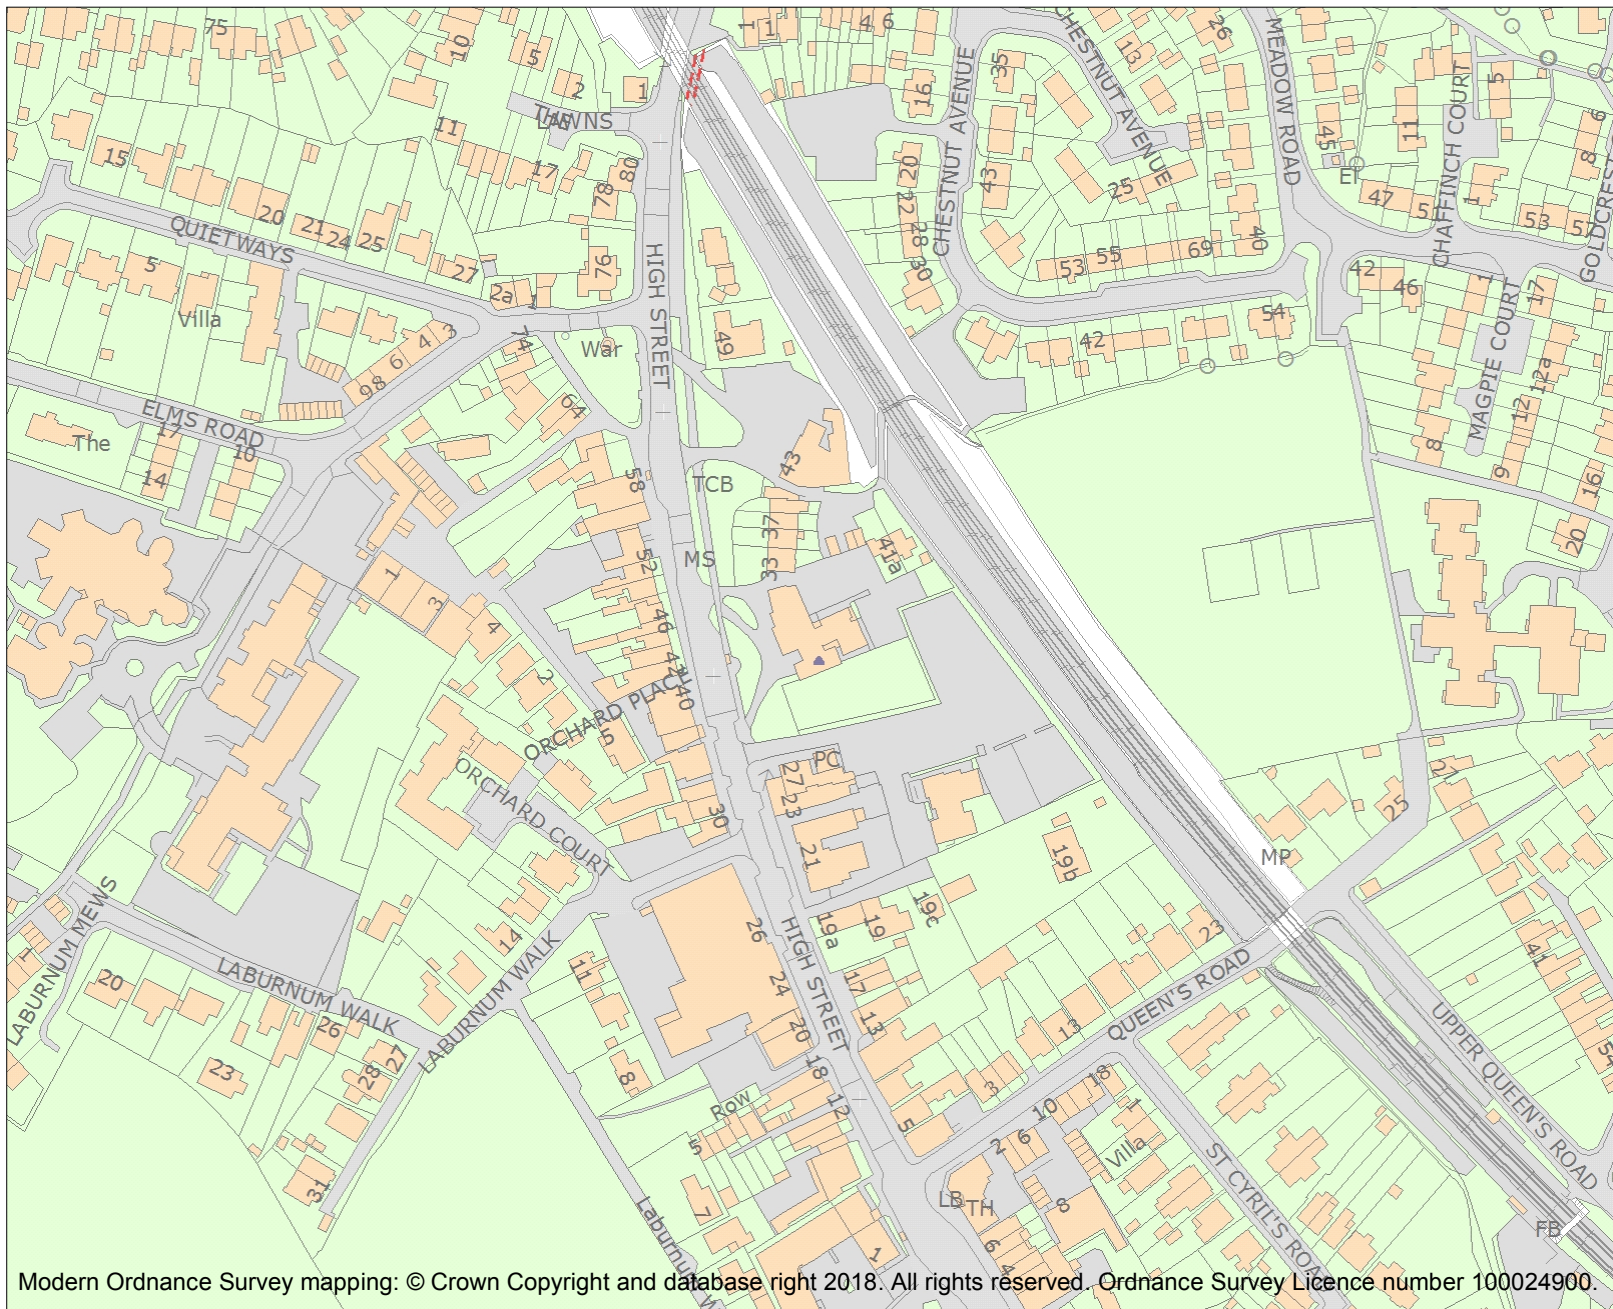 75
10
5
2
1
1
1
4 6
26
13
35
16
CHESTNUT AVENUE
CHESTNUT AVENUE
MEADOW ROAD
CHAFFINCH COURT
GOLDCREST
5
6
8
45
11
El
47
5
1
53
57
THE
LAWNS
11
15
17
80
78
20
22
28
30
43
25
40
20
21
24
25
QUIETWAYS
27
76
HIGH STREET
5
Villa
2a
1
74
War
49
53
55
69
42
54
42
46
1
17
MAGPIE COURT
12a
12
8
9
16
20
3
4
6
8
9
ELMS ROAD
The
17
14
10
64
58
43
TCB
37
33
41a
MS
52
46
42
40
1
3
4
2
ORCHARD PLACE
5
ORCHARD COURT
30
PC
27
23
21
19b
19c
19a
19
21
25
MP
26
24
20
18
12
HIGH STREET
17
13
5
3
13
23
QUEEN'S ROAD
41
54
UPPER QUEEN'S ROAD
LABURNUM MEWS
1
20
LABURNUM WALK
26
23
28
27
LABURNUM WALK
14
11
8
31
Row
5
7
1
10
18
2
6
1
Villa
8
LB
TH
6
4
ST CYRIL'S ROAD
FB
Laburnum W
Modern Ordnance Survey mapping: © Crown Copyright and database right 2018. All rights reserved. Ordnance Survey Licence number 100024900.